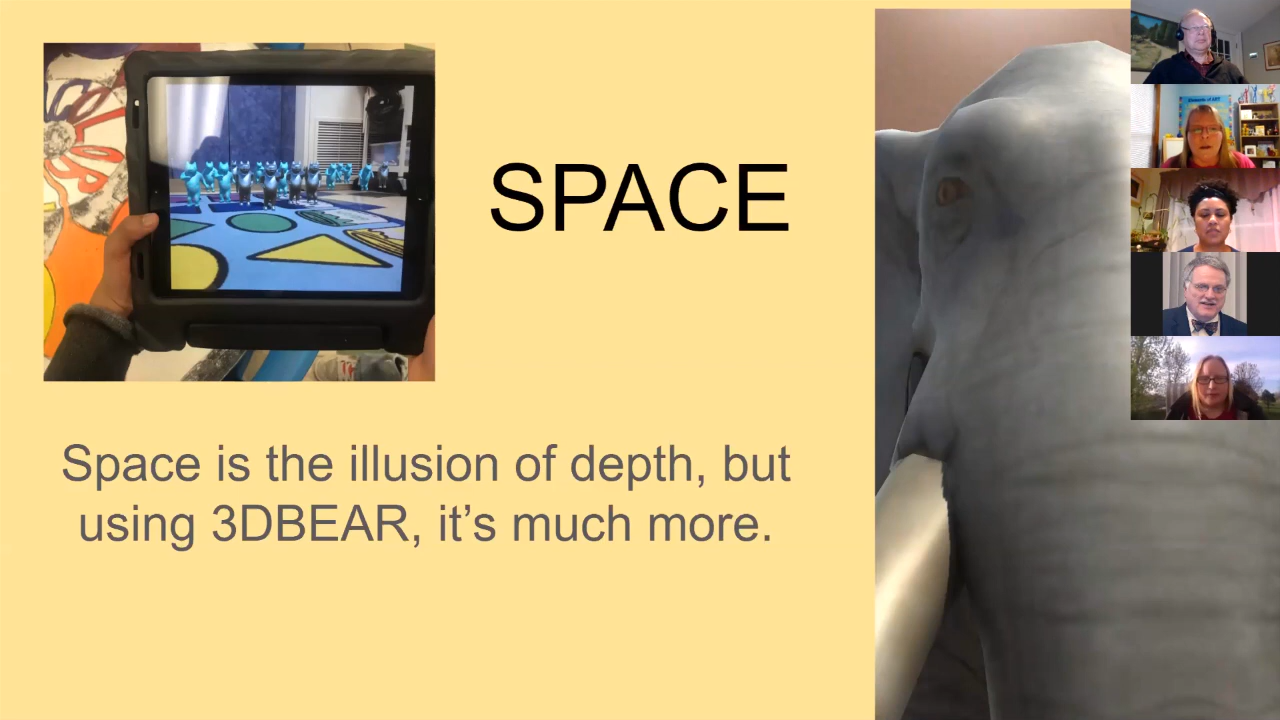 SPACE
Space is the illusion of depth, but
using 3DBEAR, it’s much more.